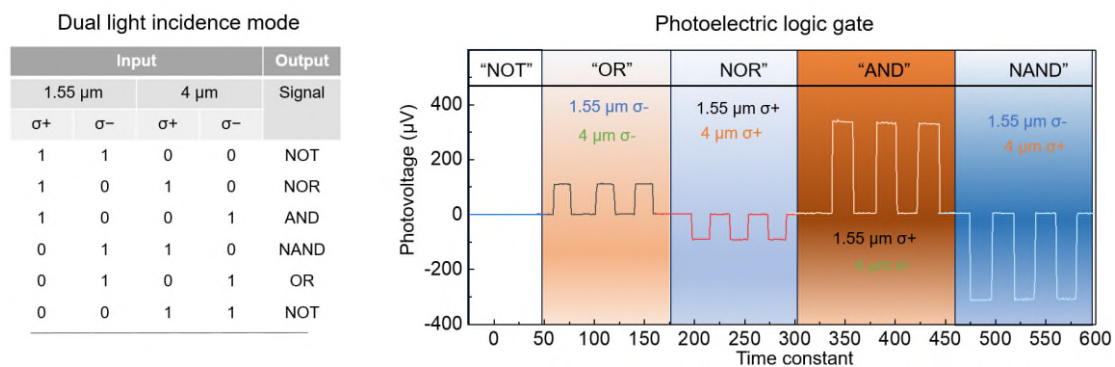 Dual light incidence mode
Input Output
1.55 μm 4 μm Signal
σ+ σ− σ+ σ−
1 1 0 0 NOT
1 0 1 0 NOR
1 0 0 1 AND
0 1 1 0 NAND
0 1 0 1 OR
0 0 1 1 NOT
Photoelectric logic gate
“NOT” “OR” NOR” “AND” NAND”
1.55 μm σ-
4 μm σ-
1.55 μm σ+
4 μm σ+
1.55 μm σ+
4 μm σ-
1.55 μm σ-
4 μm σ+
Photovoltage (μV)
400
200
0
-200
-400
0 50 100 150 200 250 300 350 400 450 500 550 600
Time constant